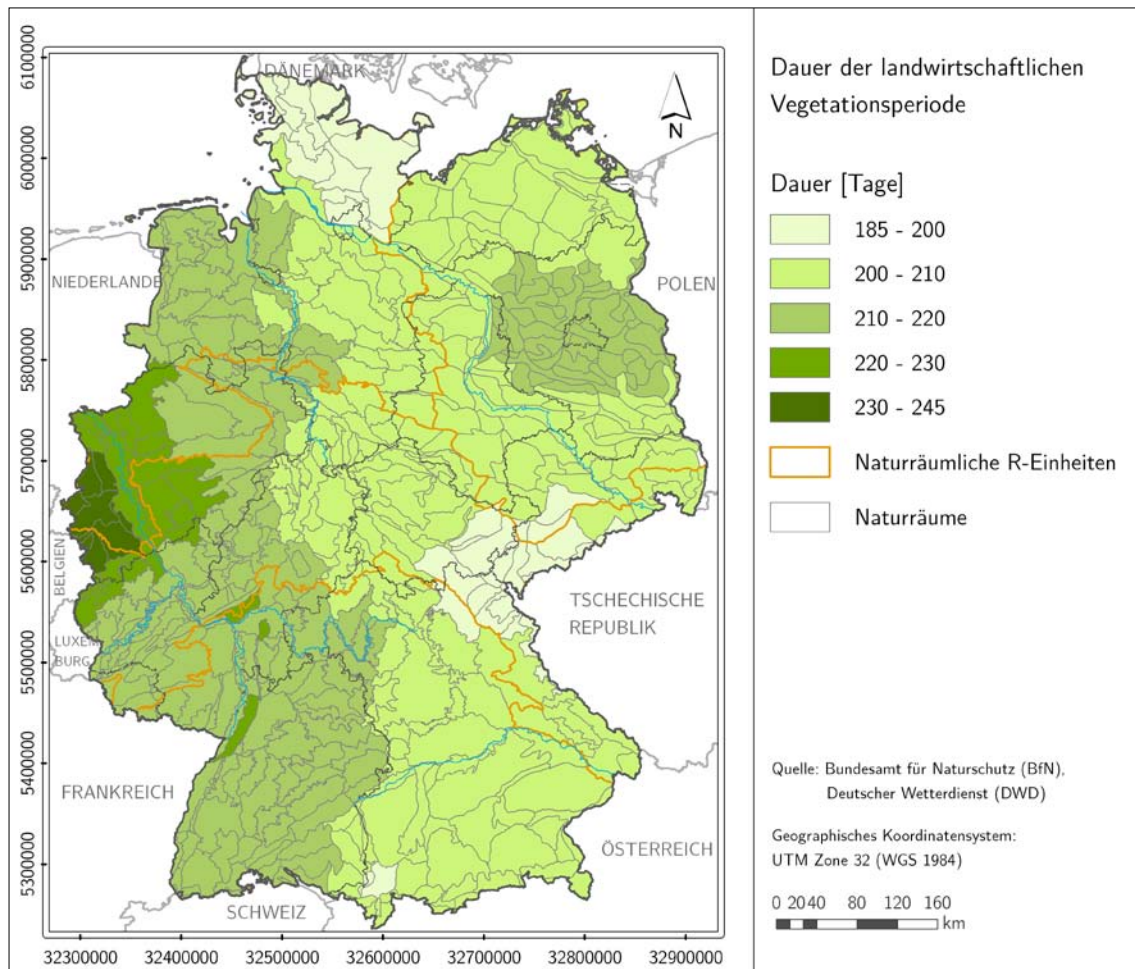 Dauer der landwirtschaftlichen
Vegetationsperiode
Dauer [Tage]
185 - 200
200 - 210
210 - 220
220 - 230
230 - 245
Naturräumliche R-Einheiten
Naturräume
Quelle: Bundesamt für Naturschutz (BfN),
Deutscher Wetterdienst (DWD)
Geographisches Koordinatensystem:
UTM Zone 32 (WGS 1984)
0 20 40 80 120 160
km
DÄNEMARK
N
NIEDERLANDE
POLEN
BELGIEN
LUXEM
BURG
TSCHECHISCHE
REPUBLIK
FRANKREICH
ÖSTERREICH
SCHWEIZ
6100000
6000000
5900000
5800000
5700000
5600000
5500000
5400000
5300000
32300000 32400000 32500000 32600000 32700000 32800000 32900000